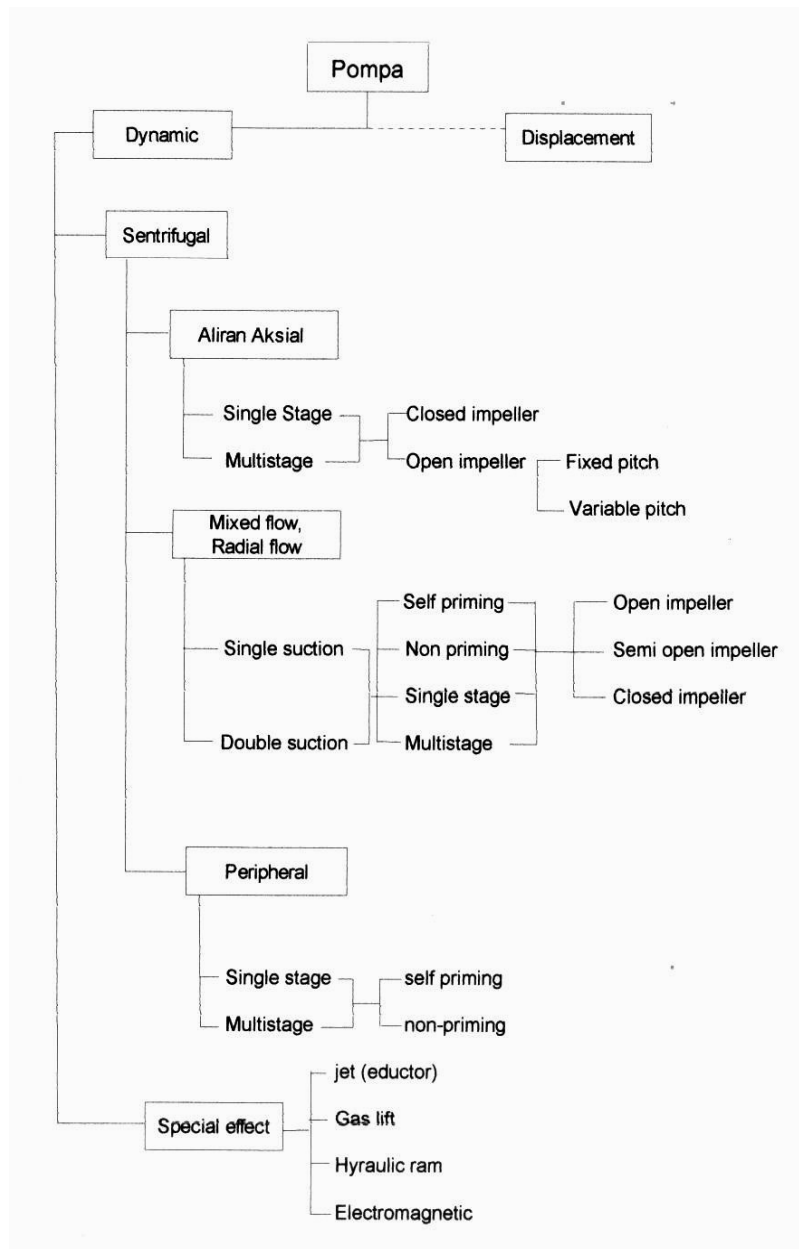 Pompa
Dynamic
Displacement
Sentrifugal
Aliran Aksial
Single Stage
Closed impeller
Multistage
Open impeller
Fixed pitch
Variable pitch
Mixed flow,
Radial flow
Self priming
Open impeller
Single suction
Non priming
Semi open impeller
Single stage
Closed impeller
Double suction
Multistage
Peripheral
Single stage
self priming
Multistage
non-priming
jet (eductor)
Special effect
Gas lift
Hyraulic ram
Electromagnetic